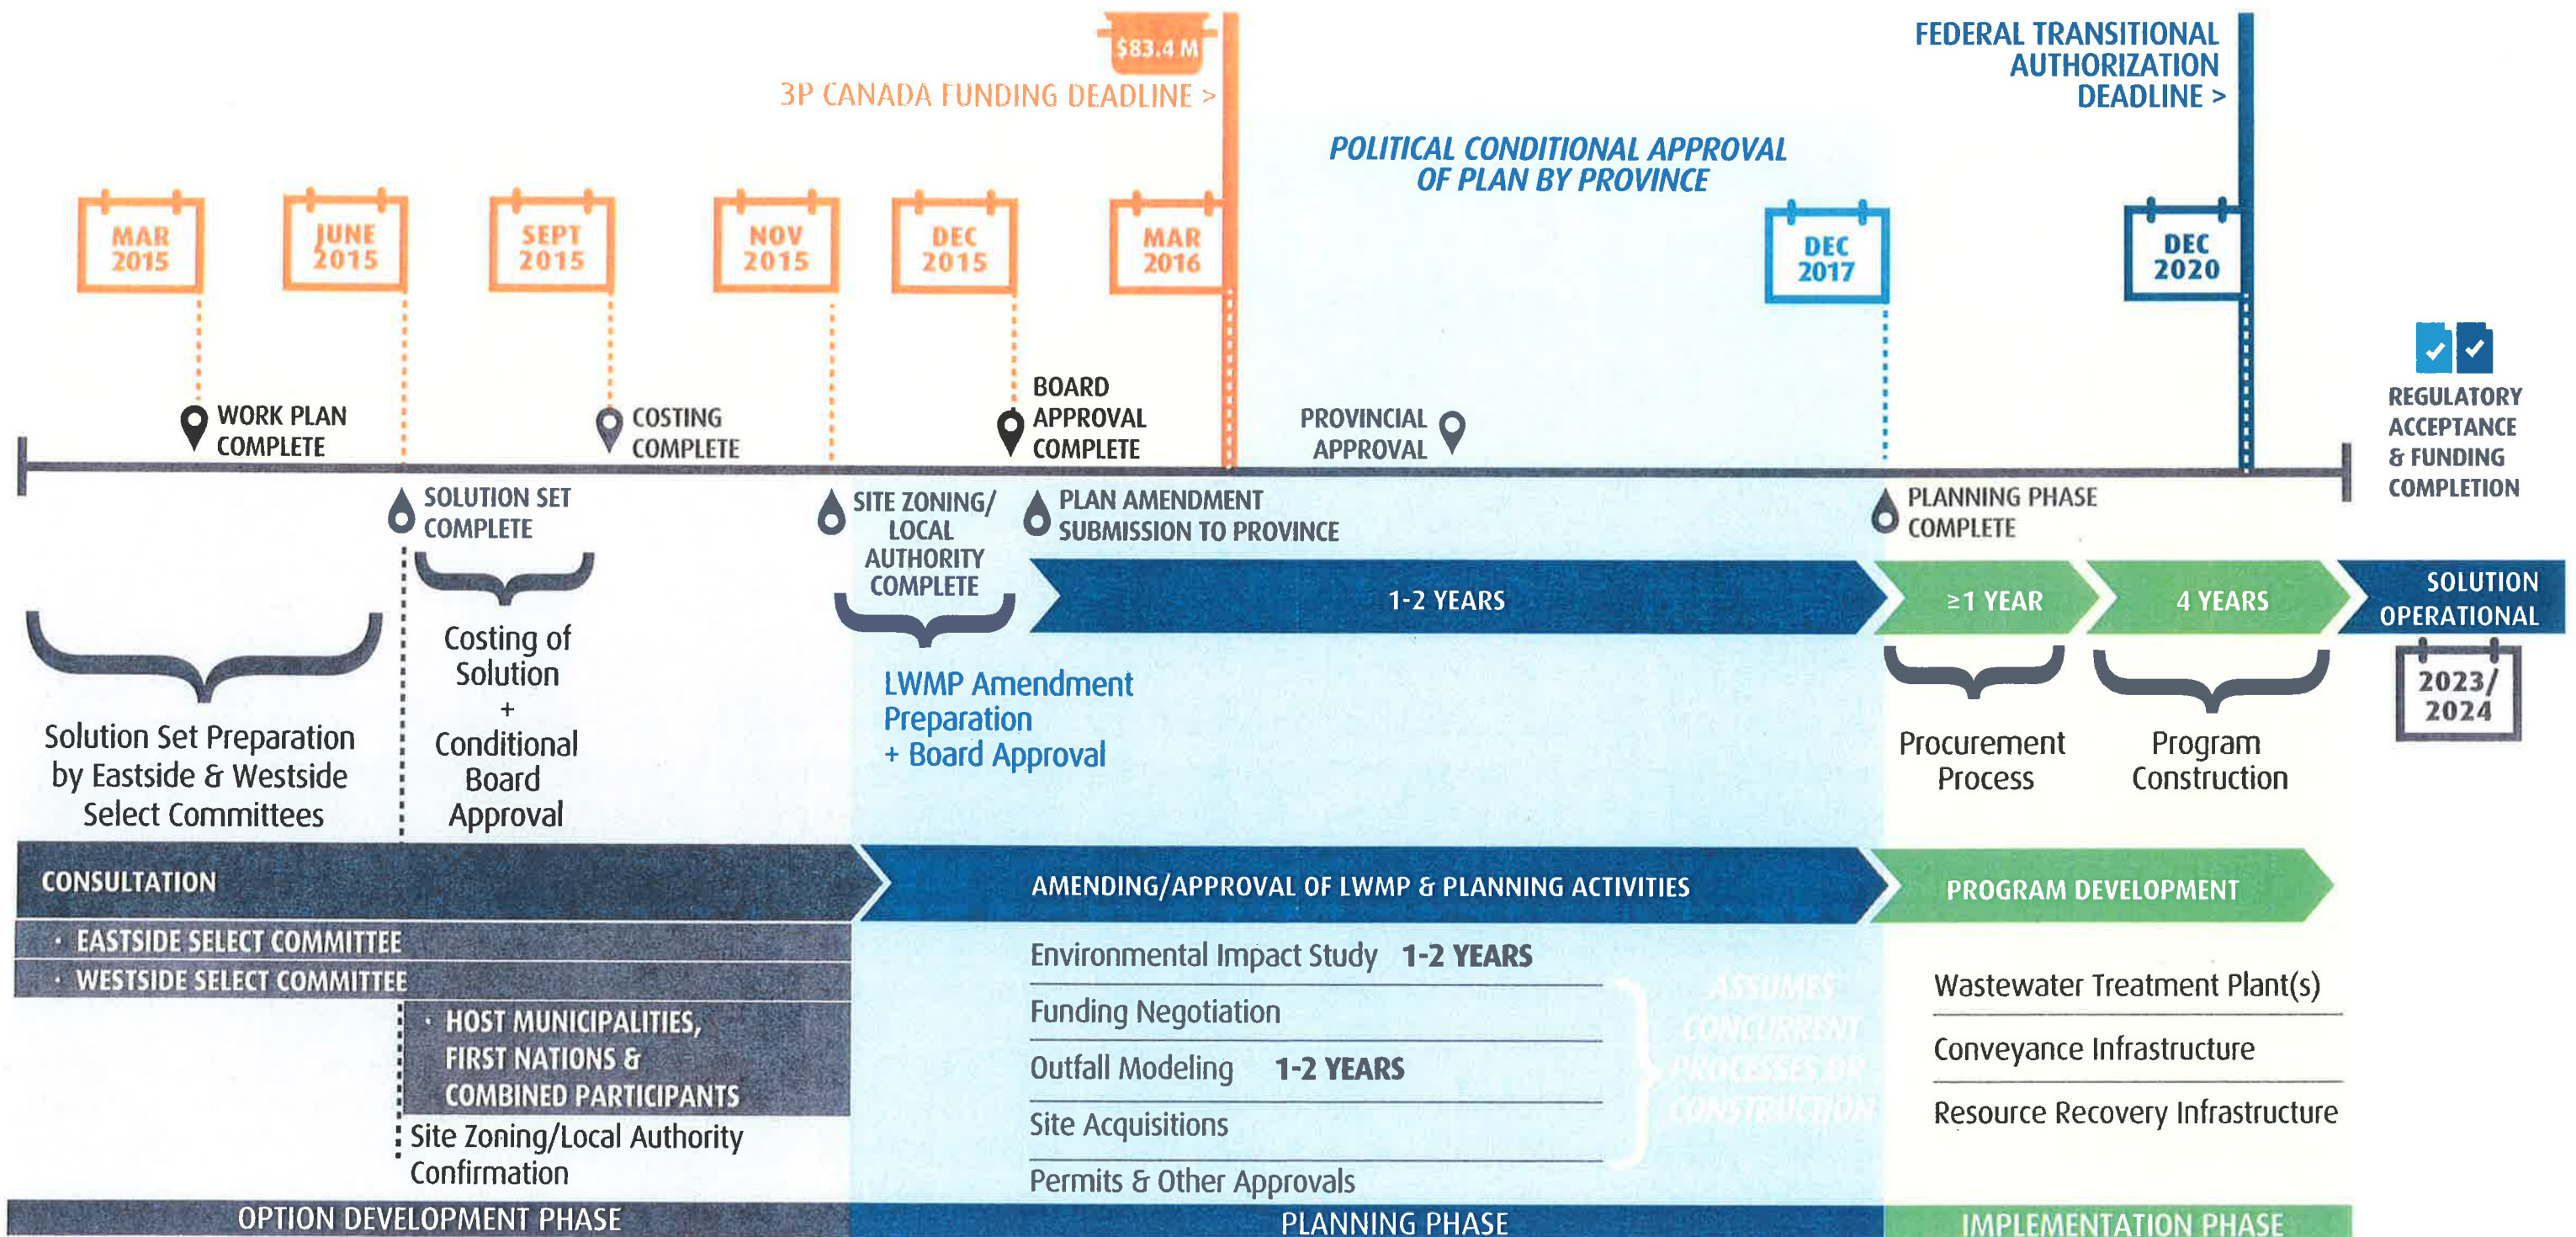 $83.4 M
3P CANADA FUNDING DEADLINE >
FEDERAL TRANSITIONAL
AUTHORIZATION
DEADLINE >
POLITICAL CONDITIONAL APPROVAL
OF PLAN BY PROVINCE
MAR
2015
JUNE
2015
SEPT
2015
NOV
2015
DEC
2015
MAR
2016
DEC
2017
DEC
2020
WORK PLAN
COMPLETE
COSTING
COMPLETE
BOARD
APPROVAL
COMPLETE
PROVINCIAL
APPROVAL
REGULATORY
ACCEPTANCE
& FUNDING
COMPLETION
SOLUTION SET
COMPLETE
SITE ZONING/
LOCAL
AUTHORITY
COMPLETE
PLAN AMENDMENT
SUBMISSION TO PROVINCE
PLANNING PHASE
COMPLETE
1-2 YEARS
≥1 YEAR
4 YEARS
SOLUTION
OPERATIONAL
2023/
2024
Solution Set Preparation
by Eastside & Westside
Select Committees
Costing of
Solution
+
Conditional
Board
Approval
LWMP Amendment
Preparation
+ Board Approval
Procurement
Process
Program
Construction
CONSULTATION
AMENDING/APPROVAL OF LWMP & PLANNING ACTIVITIES
PROGRAM DEVELOPMENT
· EASTSIDE SELECT COMMITTEE
· WESTSIDE SELECT COMMITTEE
· HOST MUNICIPALITIES,
FIRST NATIONS &
COMBINED PARTICIPANTS
Site Zoning/Local Authority
Confirmation
Environmental Impact Study 1-2 YEARS
Funding Negotiation
Outfall Modeling 1-2 YEARS
Site Acquisitions
Permits & Other Approvals
ASSUMES
CONCURRENT
PROCESSES OR
CONSTRUCTION
Wastewater Treatment Plant(s)
Conveyance Infrastructure
Resource Recovery Infrastructure
OPTION DEVELOPMENT PHASE
PLANNING PHASE
IMPLEMENTATION PHASE